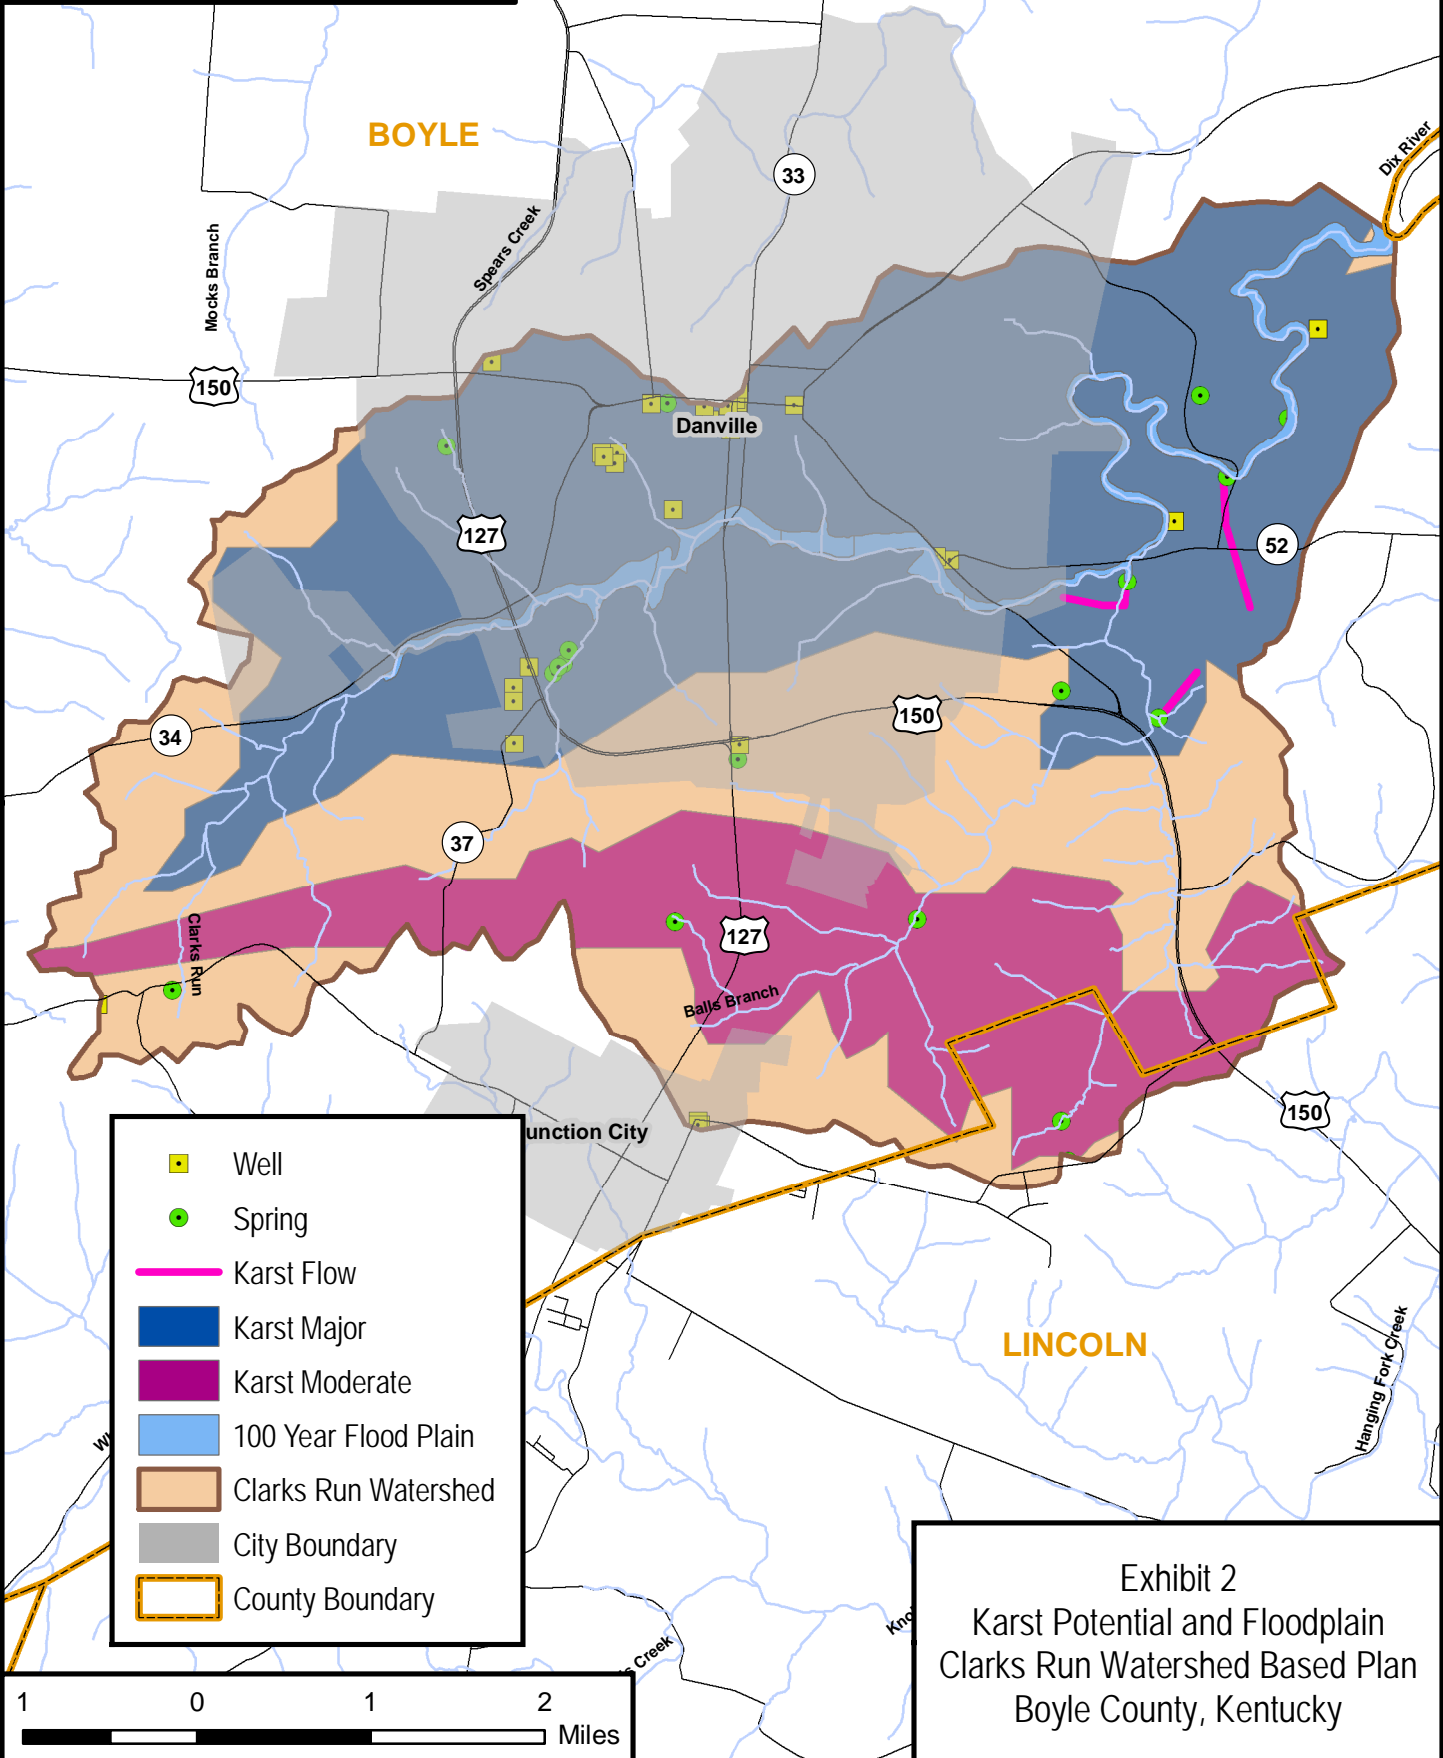 BOYLE
Dix River
33
Spears Creek
Mocks Branch
150
Danville
127
52
34
150
37
Clarks Run
127
Balls Branch
150
unction City
LINCOLN
Hanging Fork Creek
Well
Spring
Karst Flow
Karst Major
Karst Moderate
100 Year Flood Plain
Clarks Run Watershed
City Boundary
County Boundary
Creek
Exhibit 2
Karst Potential and Floodplain
Clarks Run Watershed Based Plan
Boyle County, Kentucky
1 0 1 2
Miles